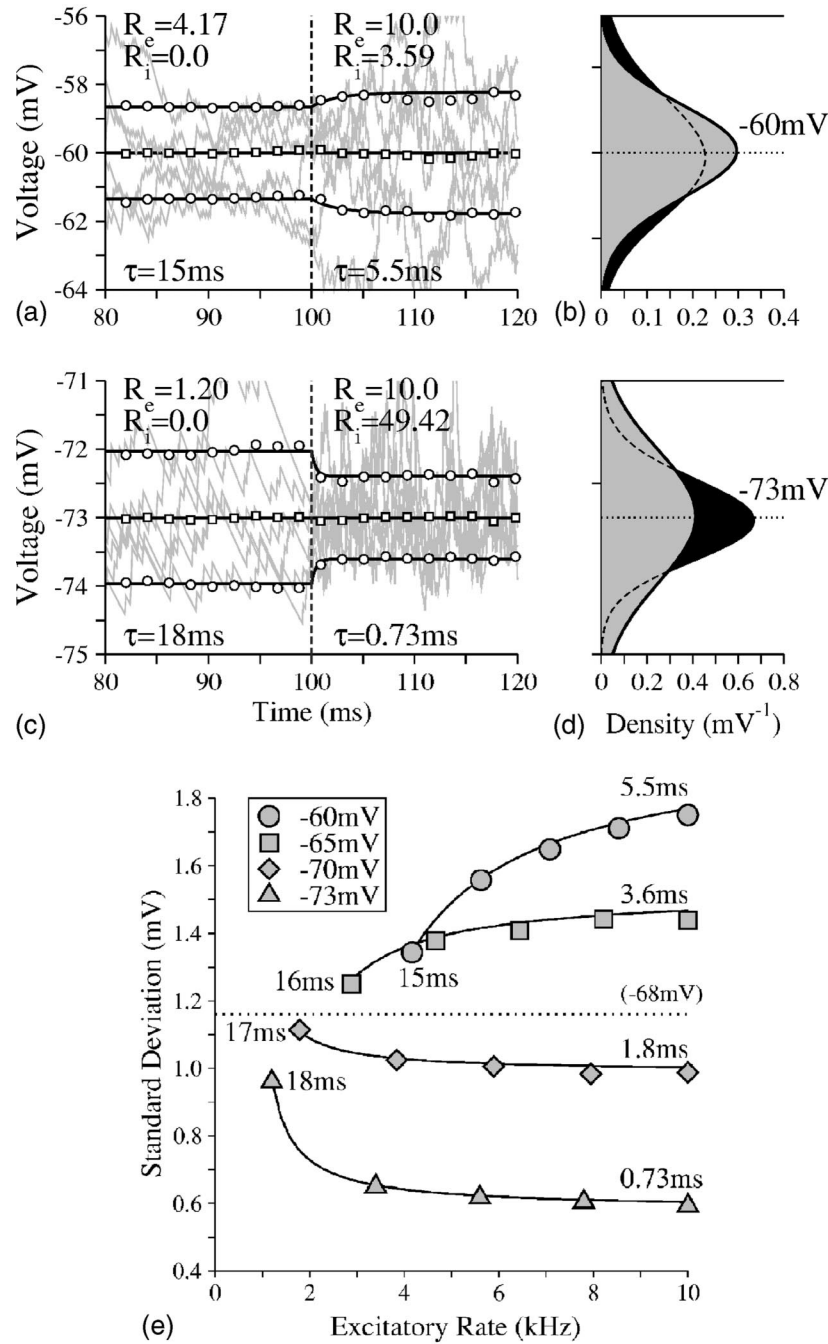 -56
-58
-60
-62
-64
Voltage (mV)
R_e=4.17
R_i=0.0
R_e=10.0
R_i=3.59
τ=15ms
τ=5.5ms
80
90
100
110
120
(a)
-60mV
0
0.1
0.2
0.3
0.4
(b)
-71
-72
-73
-74
-75
Voltage (mV)
R_e=1.20
R_i=0.0
R_e=10.0
R_i=49.42
τ=18ms
τ=0.73ms
80
90
100
110
120
Time (ms)
(c)
-73mV
0
0.2
0.4
0.6
0.8
Density (mV⁻¹)
(d)
1.8
1.6
1.4
1.2
1.0
0.8
0.6
0.4
Standard Deviation (mV)
-60mV
-65mV
-70mV
-73mV
5.5ms
3.6ms
16ms
15ms
(-68mV)
17ms
1.8ms
18ms
0.73ms
0
2
4
6
8
10
Excitatory Rate (kHz)
(e)